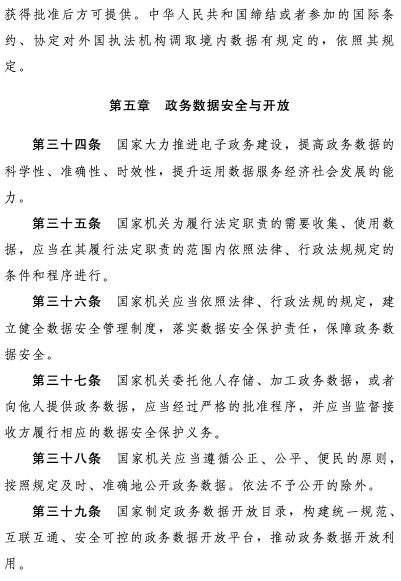 获得批准后方可提供。中华人民共和国缔结或者参加的国际条
约、协定对外国执法机构调取境内数据有规定的，依照其规
定。
第五章　政务数据安全与开放
第三十四条　国家大力推进电子政务建设，提高政务数据的
科学性、准确性、时效性，提升运用数据服务经济社会发展的能
力。
第三十五条　国家机关为履行法定职责的需要收集、使用数
据，应当在其履行法定职责的范围内依照法律、行政法规规定的
条件和程序进行。
第三十六条　国家机关应当依照法律、行政法规的规定，建
立健全数据安全管理制度，落实数据安全保护责任，保障政务数
据安全。
第三十七条　国家机关委托他人存储、加工政务数据，或者
向他人提供政务数据，应当经过严格的批准程序，并应当监督接
收方履行相应的数据安全保护义务。
第三十八条　国家机关应当遵循公正、公平、便民的原则，
按照规定及时、准确地公开政务数据。依法不予公开的除外。
第三十九条　国家制定政务数据开放目录，构建统一规范、
互联互通、安全可控的政务数据开放平台，推动政务数据开放利
用。